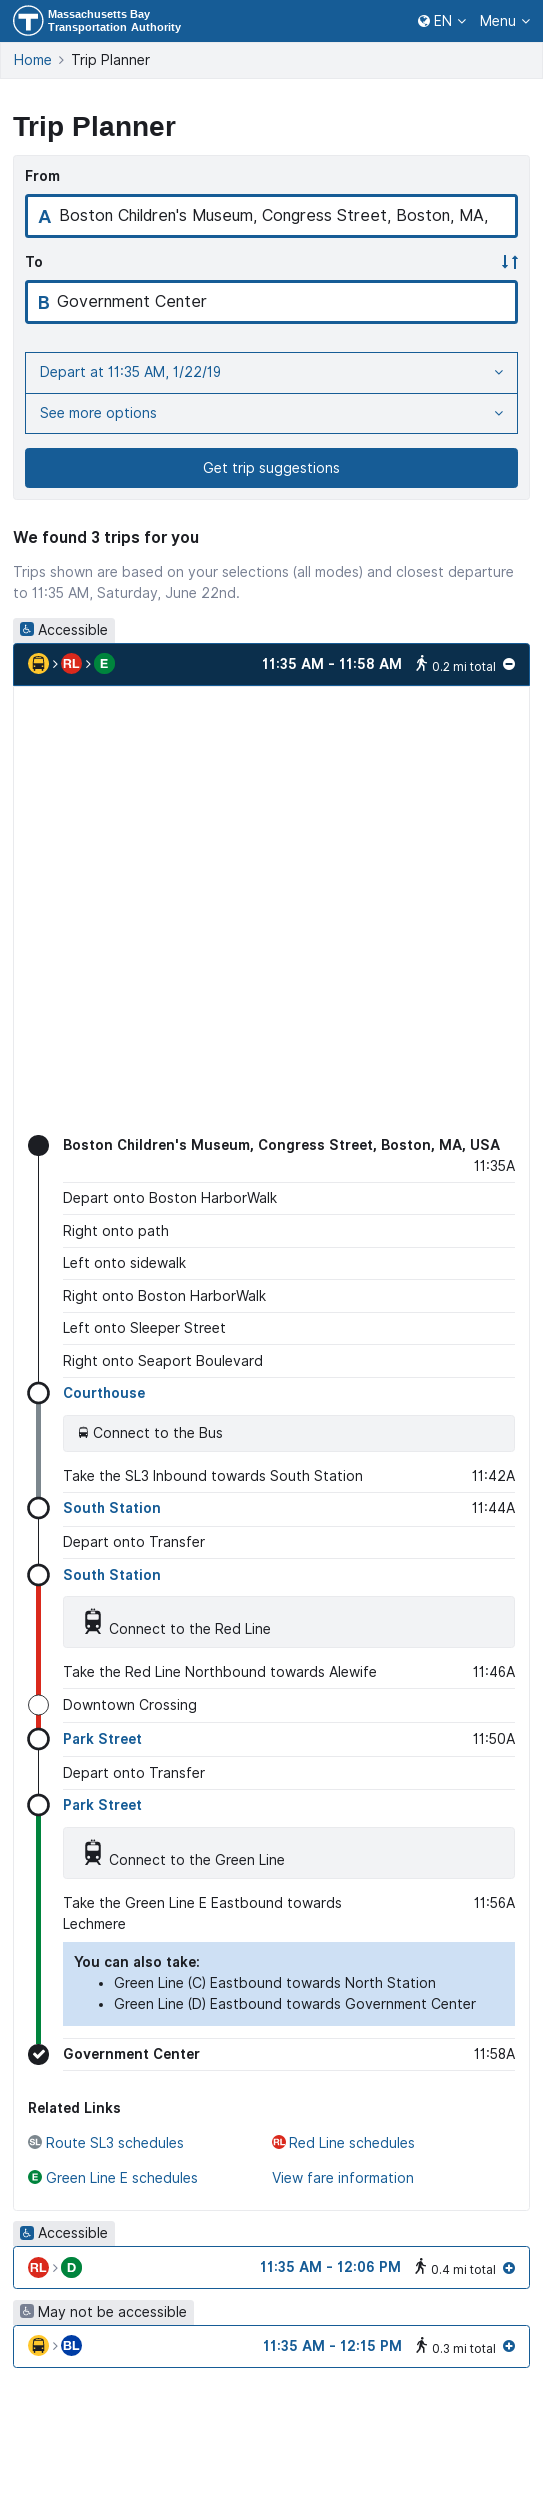 Massachusetts Bay
Transportation Authority
EN Menu
Home > Trip Planner
Trip Planner
From
A Boston Children's Museum, Congress Street, Boston, MA,
To
B Government Center
Depart at 11:35 AM, 1/22/19
See more options
Get trip suggestions
We found 3 trips for you
Trips shown are based on your selections (all modes) and closest departure
to 11:35 AM, Saturday, June 22nd.
Accessible
> RL > E 11:35 AM - 11:58 AM 0.2 mi total
Boston Children's Museum, Congress Street, Boston, MA, USA
11:35A
Depart onto Boston HarborWalk
Right onto path
Left onto sidewalk
Right onto Boston HarborWalk
Left onto Sleeper Street
Right onto Seaport Boulevard
Courthouse
Connect to the Bus
Take the SL3 Inbound towards South Station 11:42A
South Station 11:44A
Depart onto Transfer
South Station
Connect to the Red Line
Take the Red Line Northbound towards Alewife 11:46A
Downtown Crossing
Park Street 11:50A
Depart onto Transfer
Park Street
Connect to the Green Line
Take the Green Line E Eastbound towards 11:56A
Lechmere
You can also take:
• Green Line (C) Eastbound towards North Station
• Green Line (D) Eastbound towards Government Center
Government Center 11:58A
Related Links
SL Route SL3 schedules RL Red Line schedules
E Green Line E schedules View fare information
Accessible
RL > D 11:35 AM - 12:06 PM 0.4 mi total
May not be accessible
> BL 11:35 AM - 12:15 PM 0.3 mi total